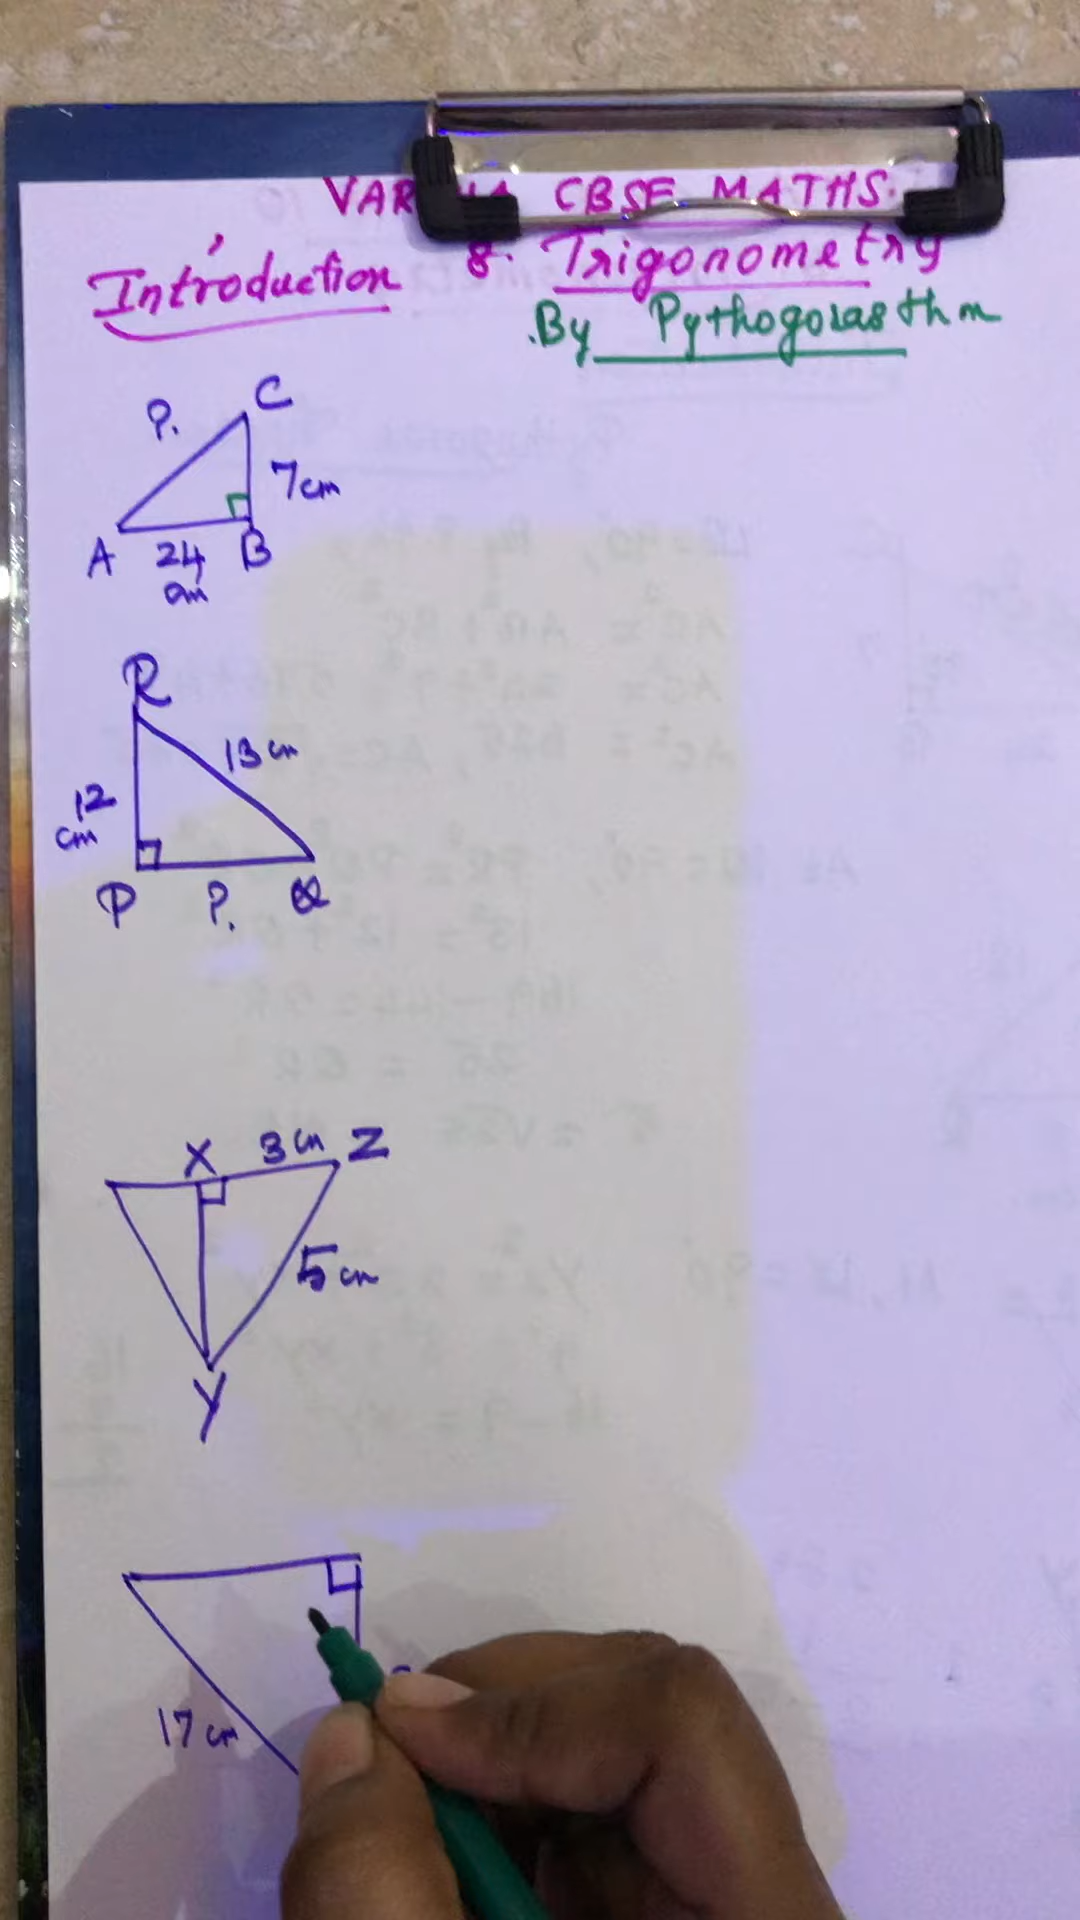 CBSE MATHS.
Introduction 8. Trigonometry
By Pythogoras thm
C
P.
7cm
A 24 B
cm
R
13 cm
12
cm
P P. Q
X 3 cm Z
5 cm
Y
17 cm